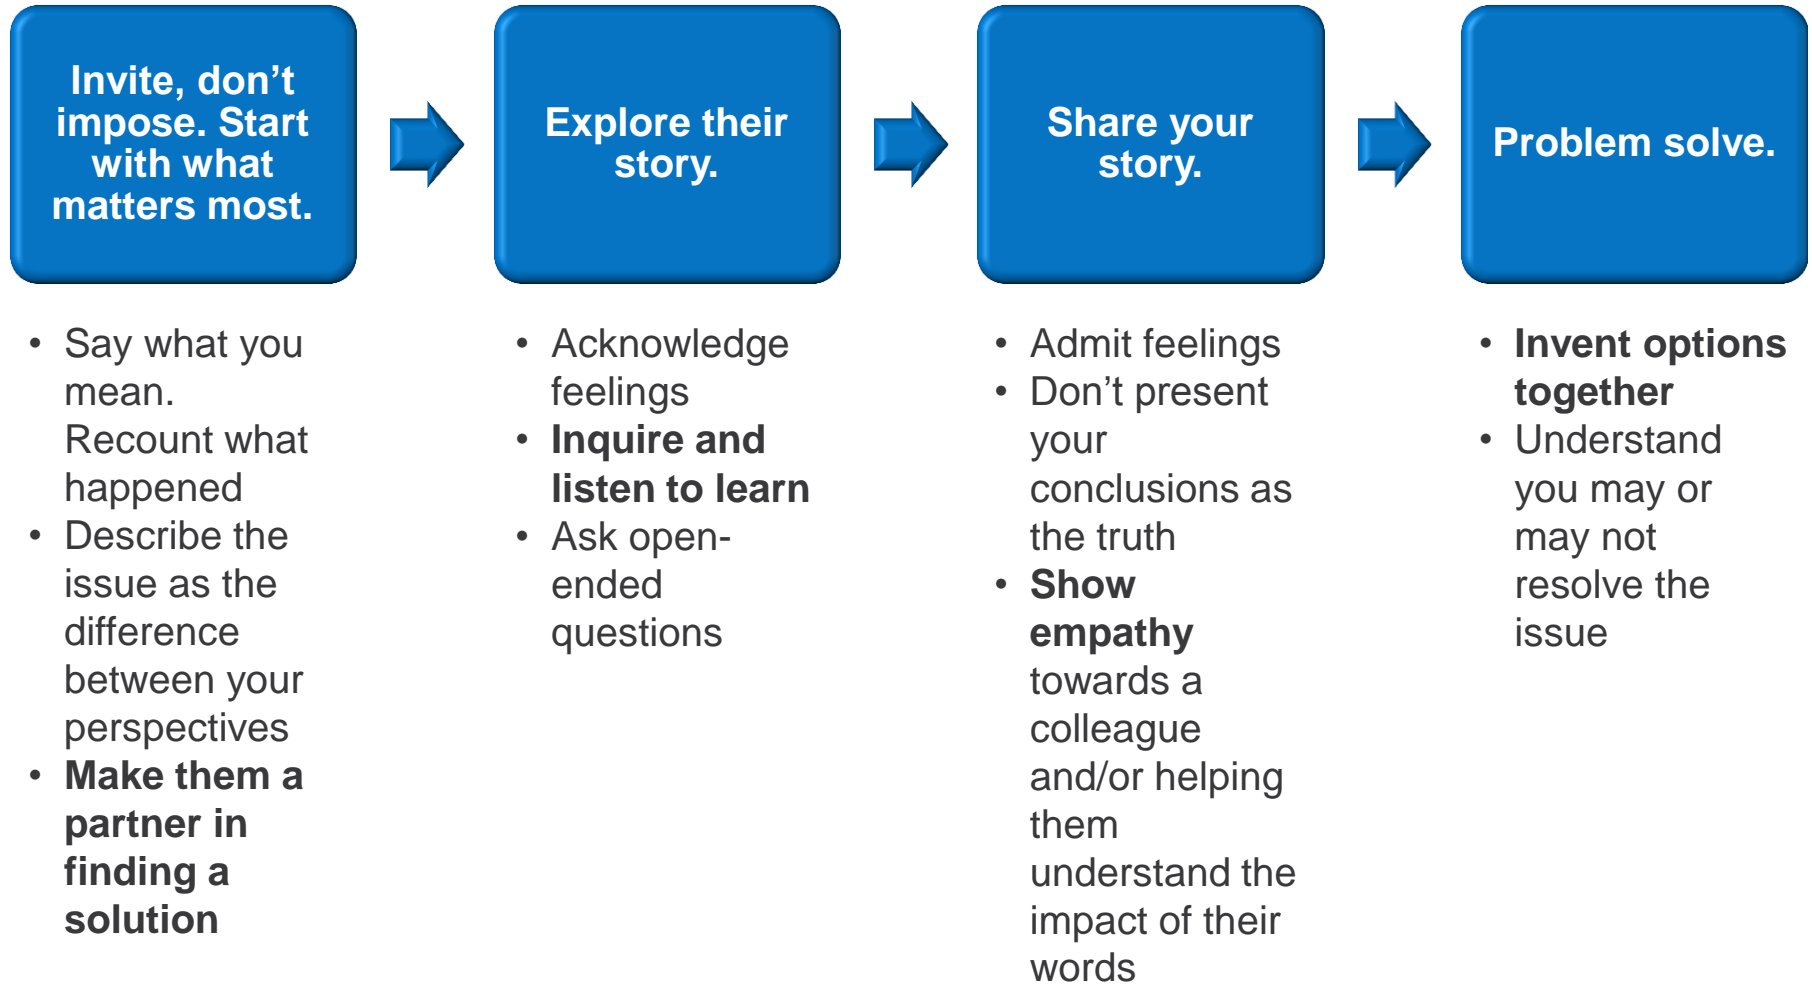 Invite, don’t
impose. Start
with what
matters most.
Explore their
story.
Share your
story.
Problem solve.
• Say what you
mean.
Recount what
happened
• Describe the
issue as the
difference
between your
perspectives
• Make them a
partner in
finding a
solution
• Acknowledge
feelings
• Inquire and
listen to learn
• Ask open-
ended
questions
• Admit feelings
• Don’t present
your
conclusions as
the truth
• Show
empathy
towards a
colleague
and/or helping
them
understand the
impact of their
words
• Invent options
together
• Understand
you may or
may not
resolve the
issue